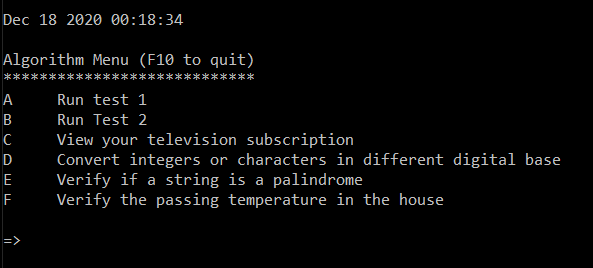 Dec 18 2020 00:18:34
Algorithm Menu (F10 to quit)
****************************
A Run test 1
B Run Test 2
C View your television subscription
D Convert integers or characters in different digital base
E Verify if a string is a palindrome
F Verify the passing temperature in the house
=>